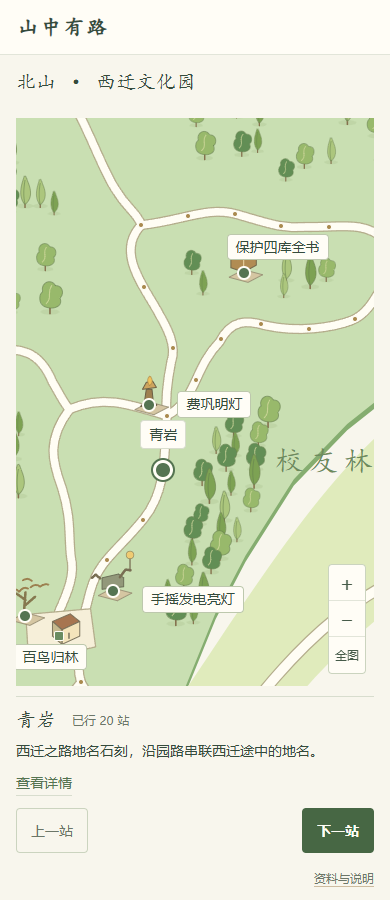 山中有路
北山 • 西迁文化园
保护四库全书
费巩明灯
青岩
校友林
手摇发电亮灯
+
−
百鸟归林
全图
青岩 已行 20 站
西迁之路地名石刻，沿园路串联西迁途中的地名。
查看详情
上一站
下一站
资料与说明